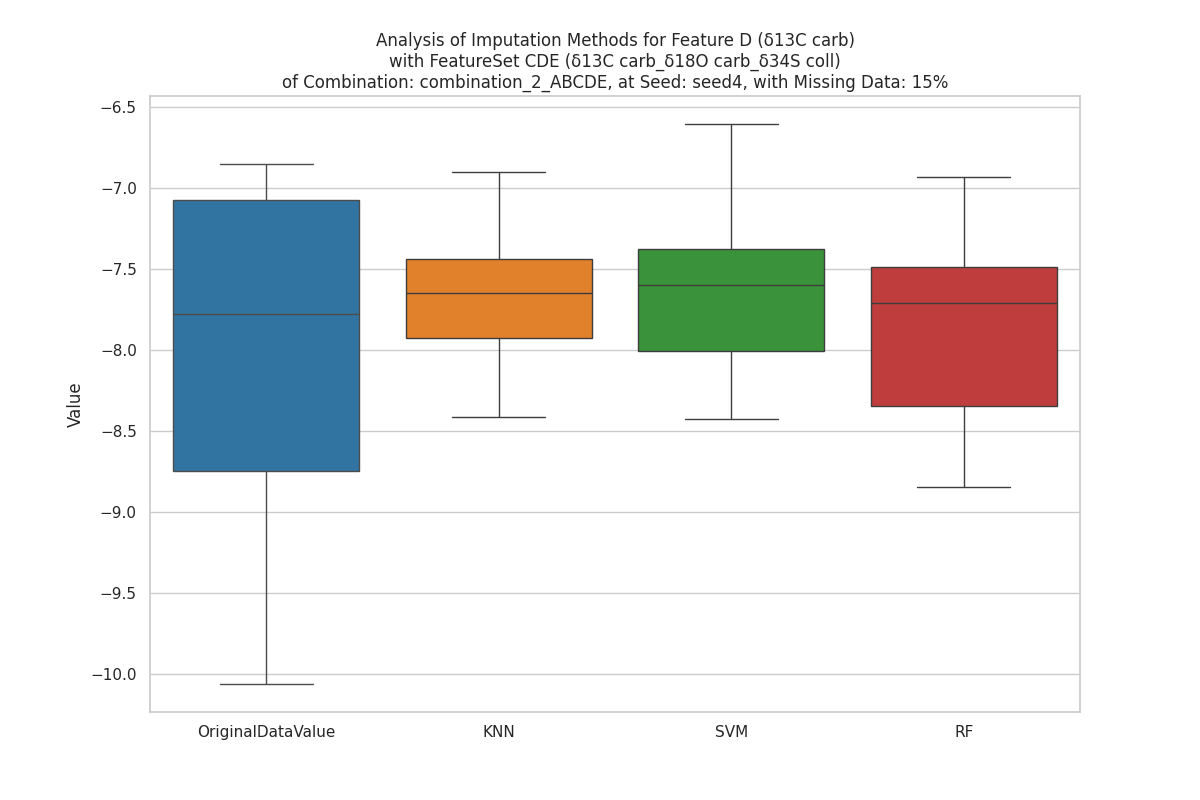 Analysis of Imputation Methods for Feature D (δ13C carb)
with FeatureSet CDE (δ13C carb_δ18O carb_δ34S coll)
of Combination: combination_2_ABCDE, at Seed: seed4, with Missing Data: 15%
−6.5
−7.0
−7.5
−8.0
−8.5
−9.0
−9.5
−10.0
Value
OriginalDataValue
KNN
SVM
RF